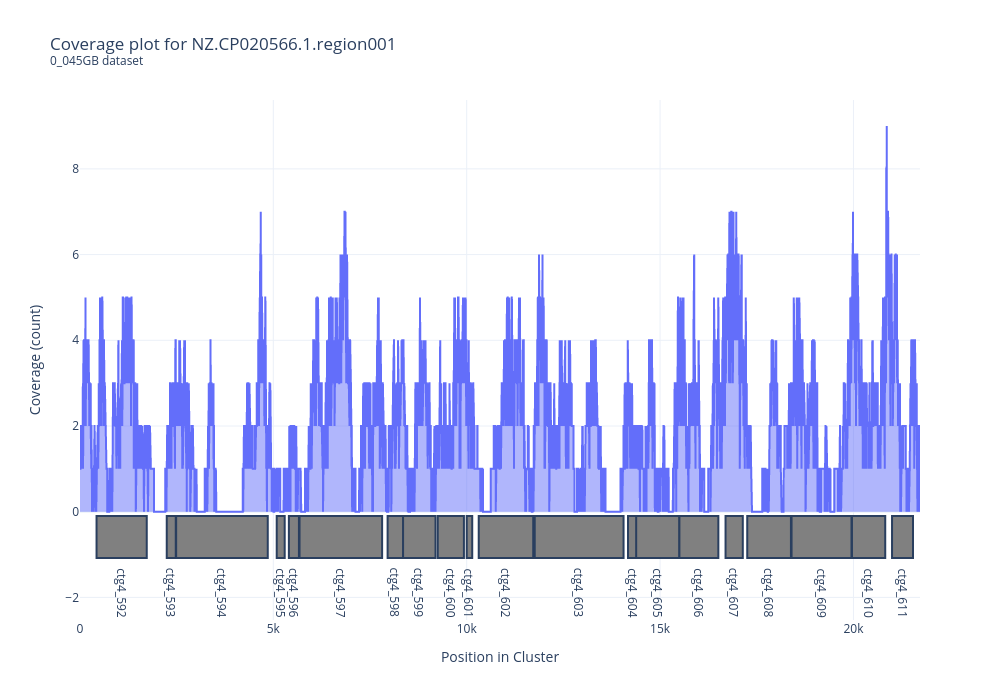 Coverage plot for NZ.CP020566.1.region001
0_045GB dataset
Coverage (count)
8
6
4
2
0
−2
ctg4_592
ctg4_593
ctg4_594
ctg4_595
ctg4_596
ctg4_597
ctg4_598
ctg4_599
ctg4_600
ctg4_601
ctg4_602
ctg4_603
ctg4_604
ctg4_605
ctg4_606
ctg4_607
ctg4_608
ctg4_609
ctg4_610
ctg4_611
0
5k
10k
15k
20k
Position in Cluster